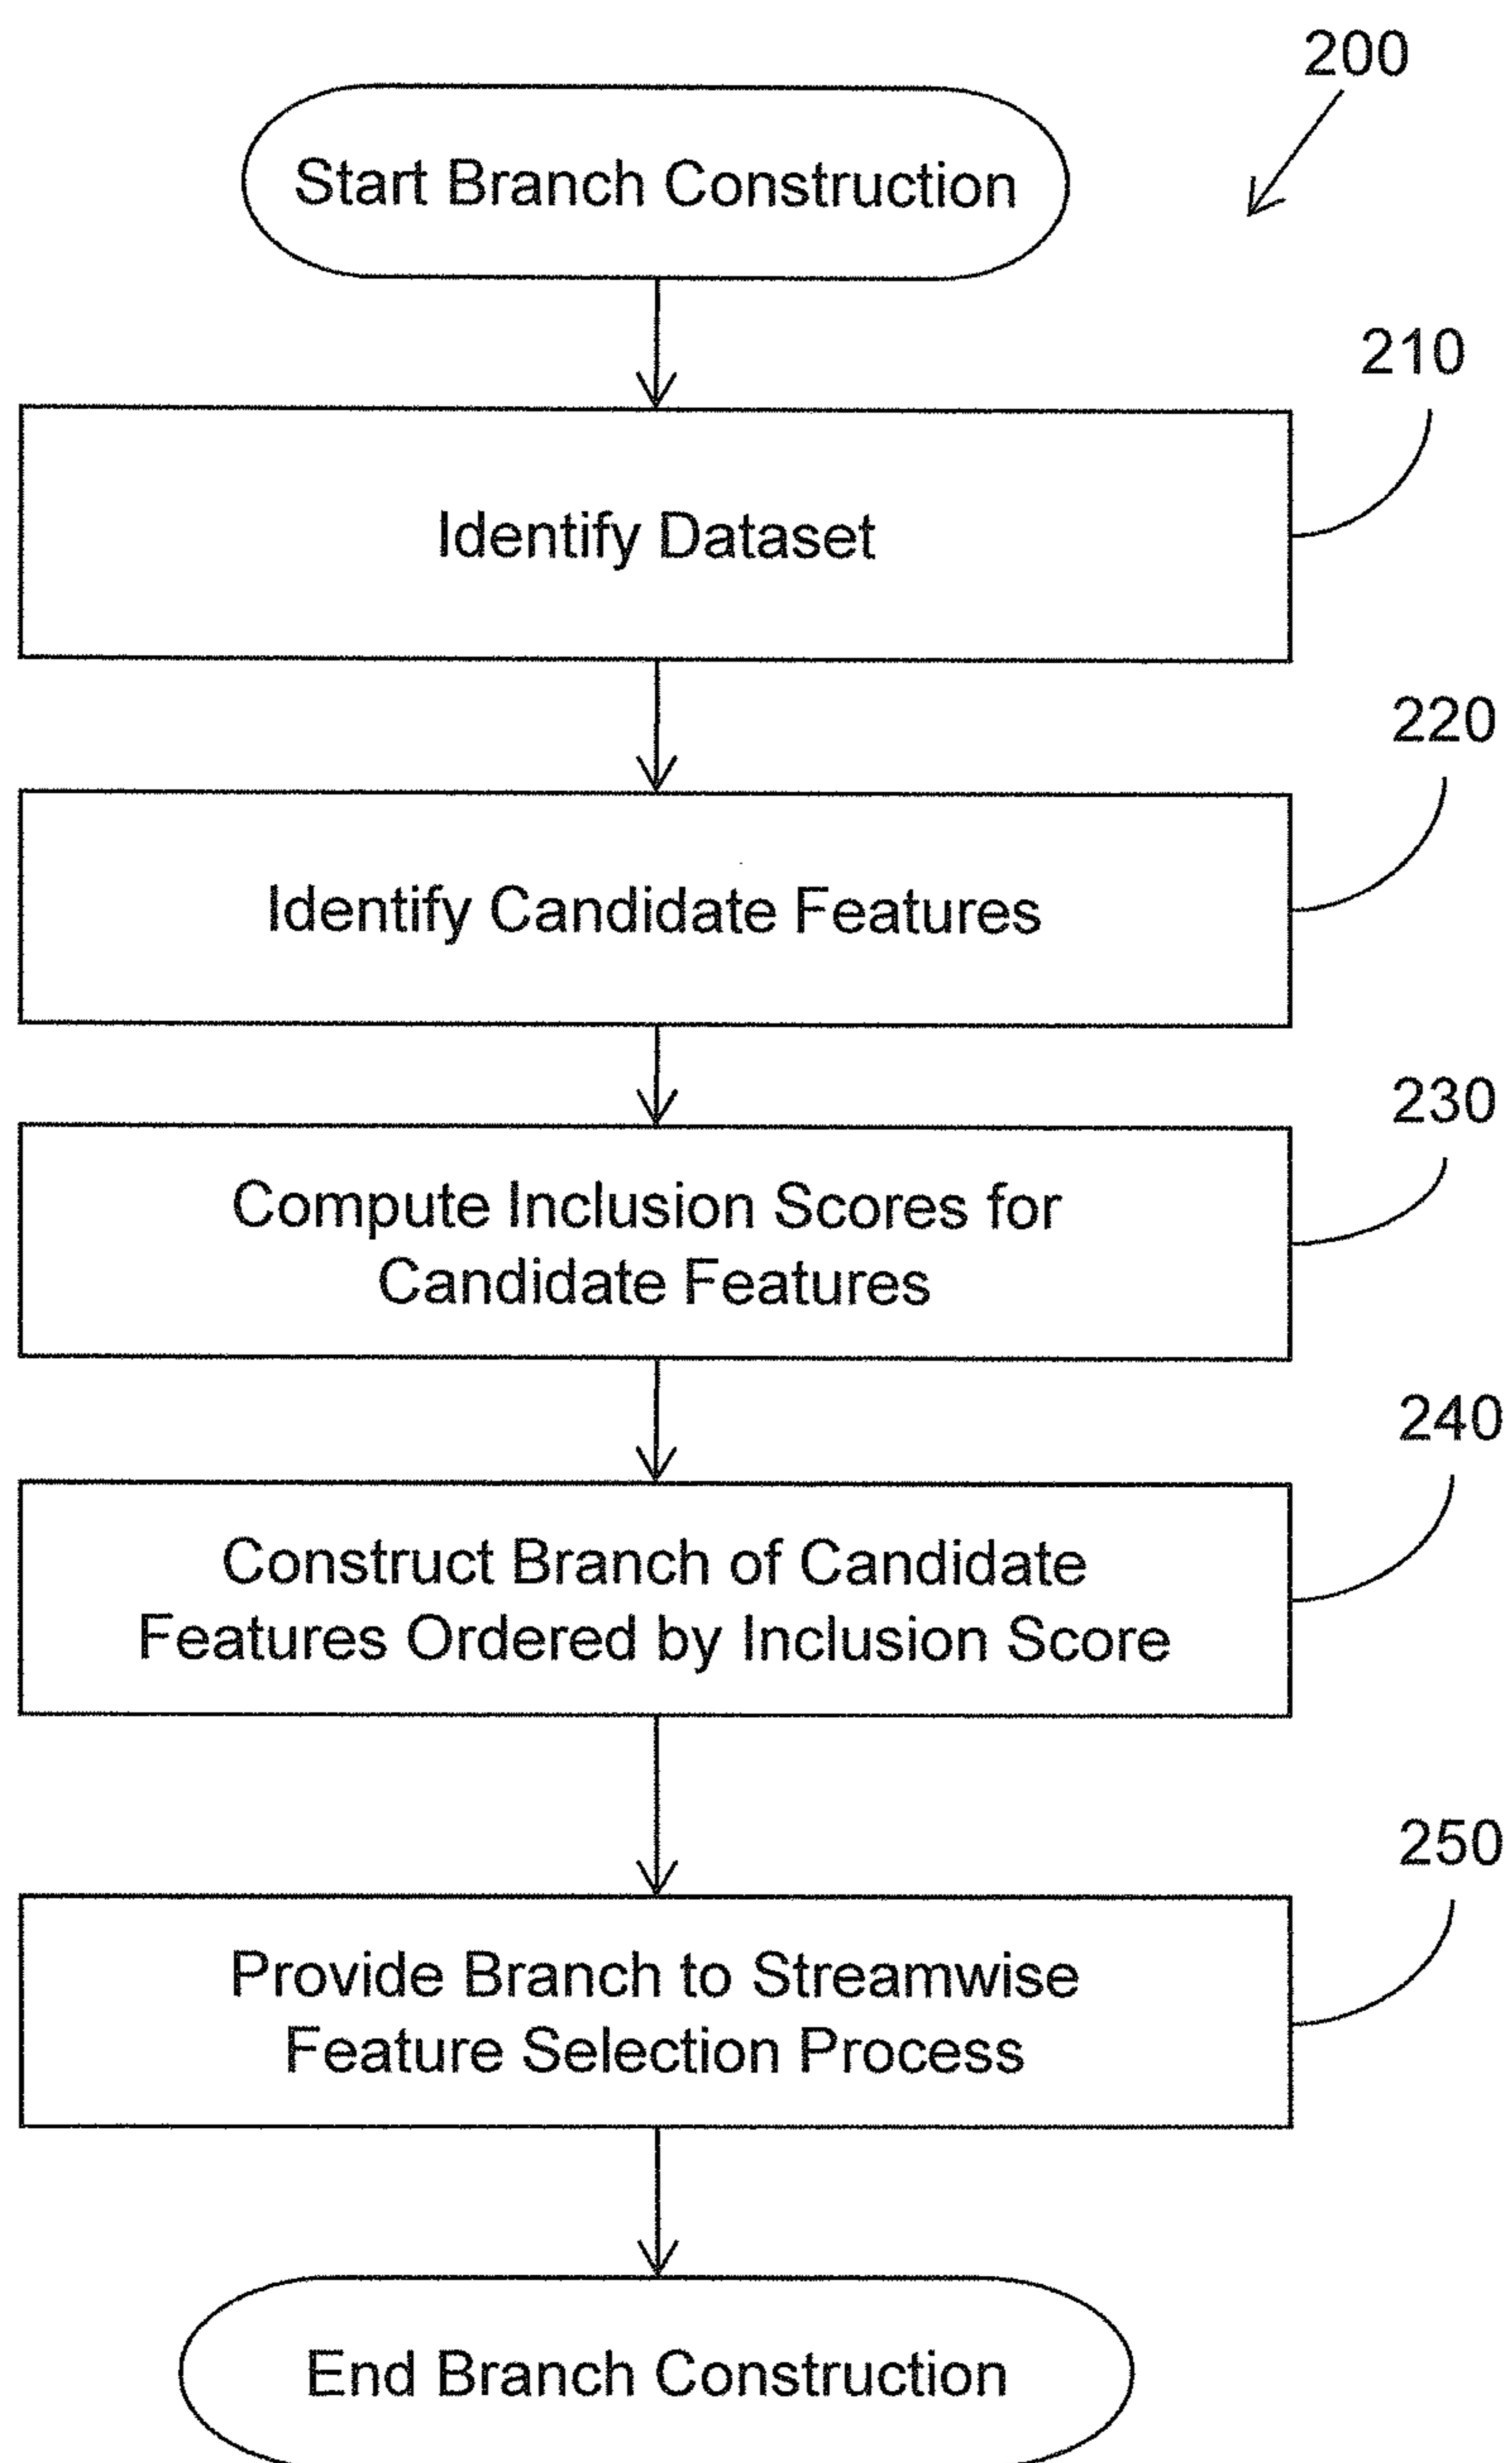 200
Start Branch Construction
210
Identify Dataset
220
Identify Candidate Features
230
Compute Inclusion Scores for
Candidate Features
240
Construct Branch of Candidate
Features Ordered by Inclusion Score
250
Provide Branch to Streamwise
Feature Selection Process
End Branch Construction